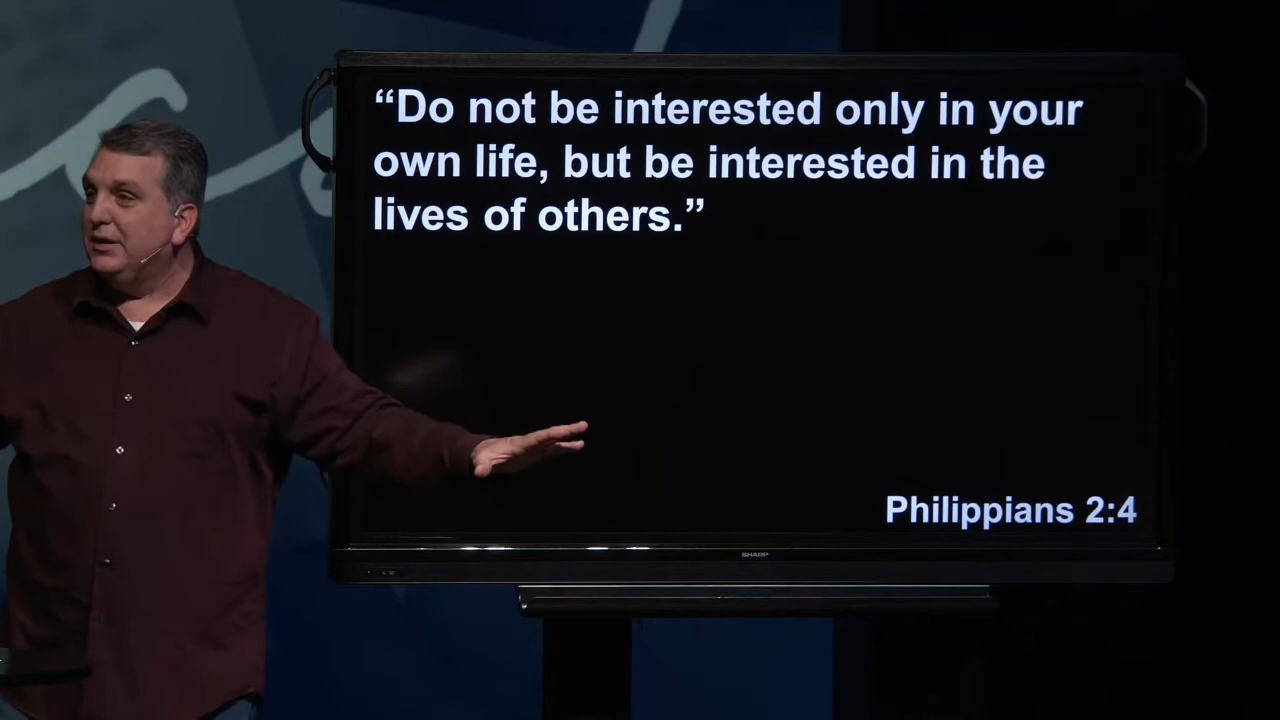 “Do not be interested only in your
own life, but be interested in the
lives of others.”
Philippians 2:4
SHARP